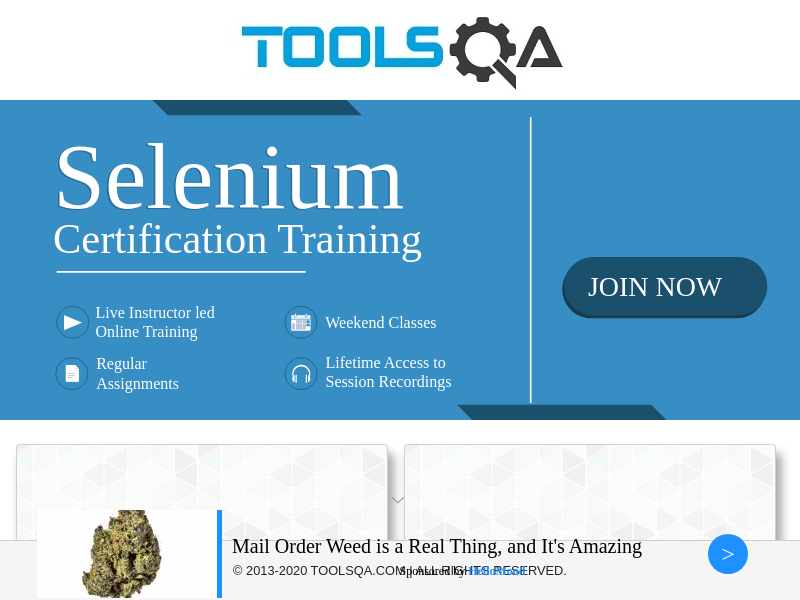 TOOLSQA
Selenium
Certification Training
Live Instructor led
Online Training
Weekend Classes
Regular
Assignments
Lifetime Access to
Session Recordings
JOIN NOW
Mail Order Weed is a Real Thing, and It's Amazing
>
© 2013-2020 TOOLSQA.COM | ALL RIGHTS RESERVED.
Sponsored by